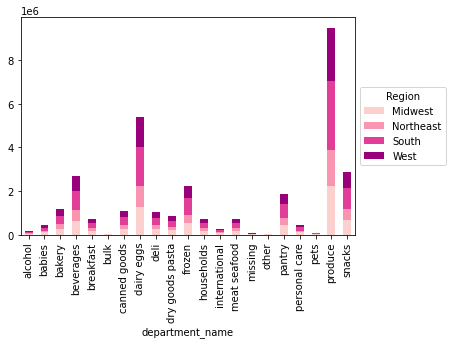 1e6
8
6
4
2
0
Region
Midwest
Northeast
South
West
alcohol
babies
bakery
beverages
breakfast
bulk
canned goods
dairy eggs
deli
dry goods pasta
frozen
households
international
meat seafood
missing
other
pantry
personal care
pets
produce
snacks
department_name